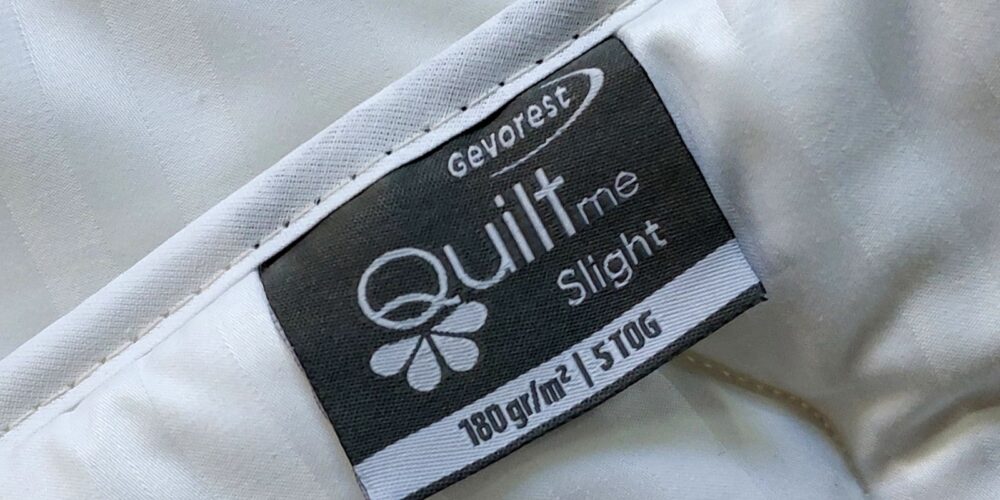 Gevorest
Quilt me
Slight
180 gr/m² | 5 TOG